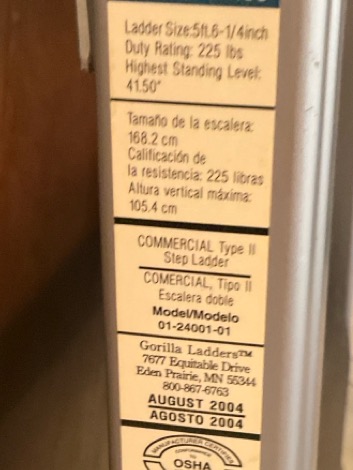 Ladder Size:5ft.6-1/4inch
Duty Rating: 225 lbs
Highest Standing Level:
41.50"
Tamaño de la escalera:
168.2 cm
Calificación de
la resistencia: 225 libras
Altura vertical máxima:
105.4 cm
COMMERCIAL Type II
Step Ladder
COMERCIAL, Tipo II
Escalera doble
Model/Modelo
01-24001-01
Gorilla Ladders™
7677 Equitable Drive
Eden Prairie, MN 55344
800-867-6763
AUGUST 2004
AGOSTO 2004
MANUFACTURER CERTIFIED
OSHA